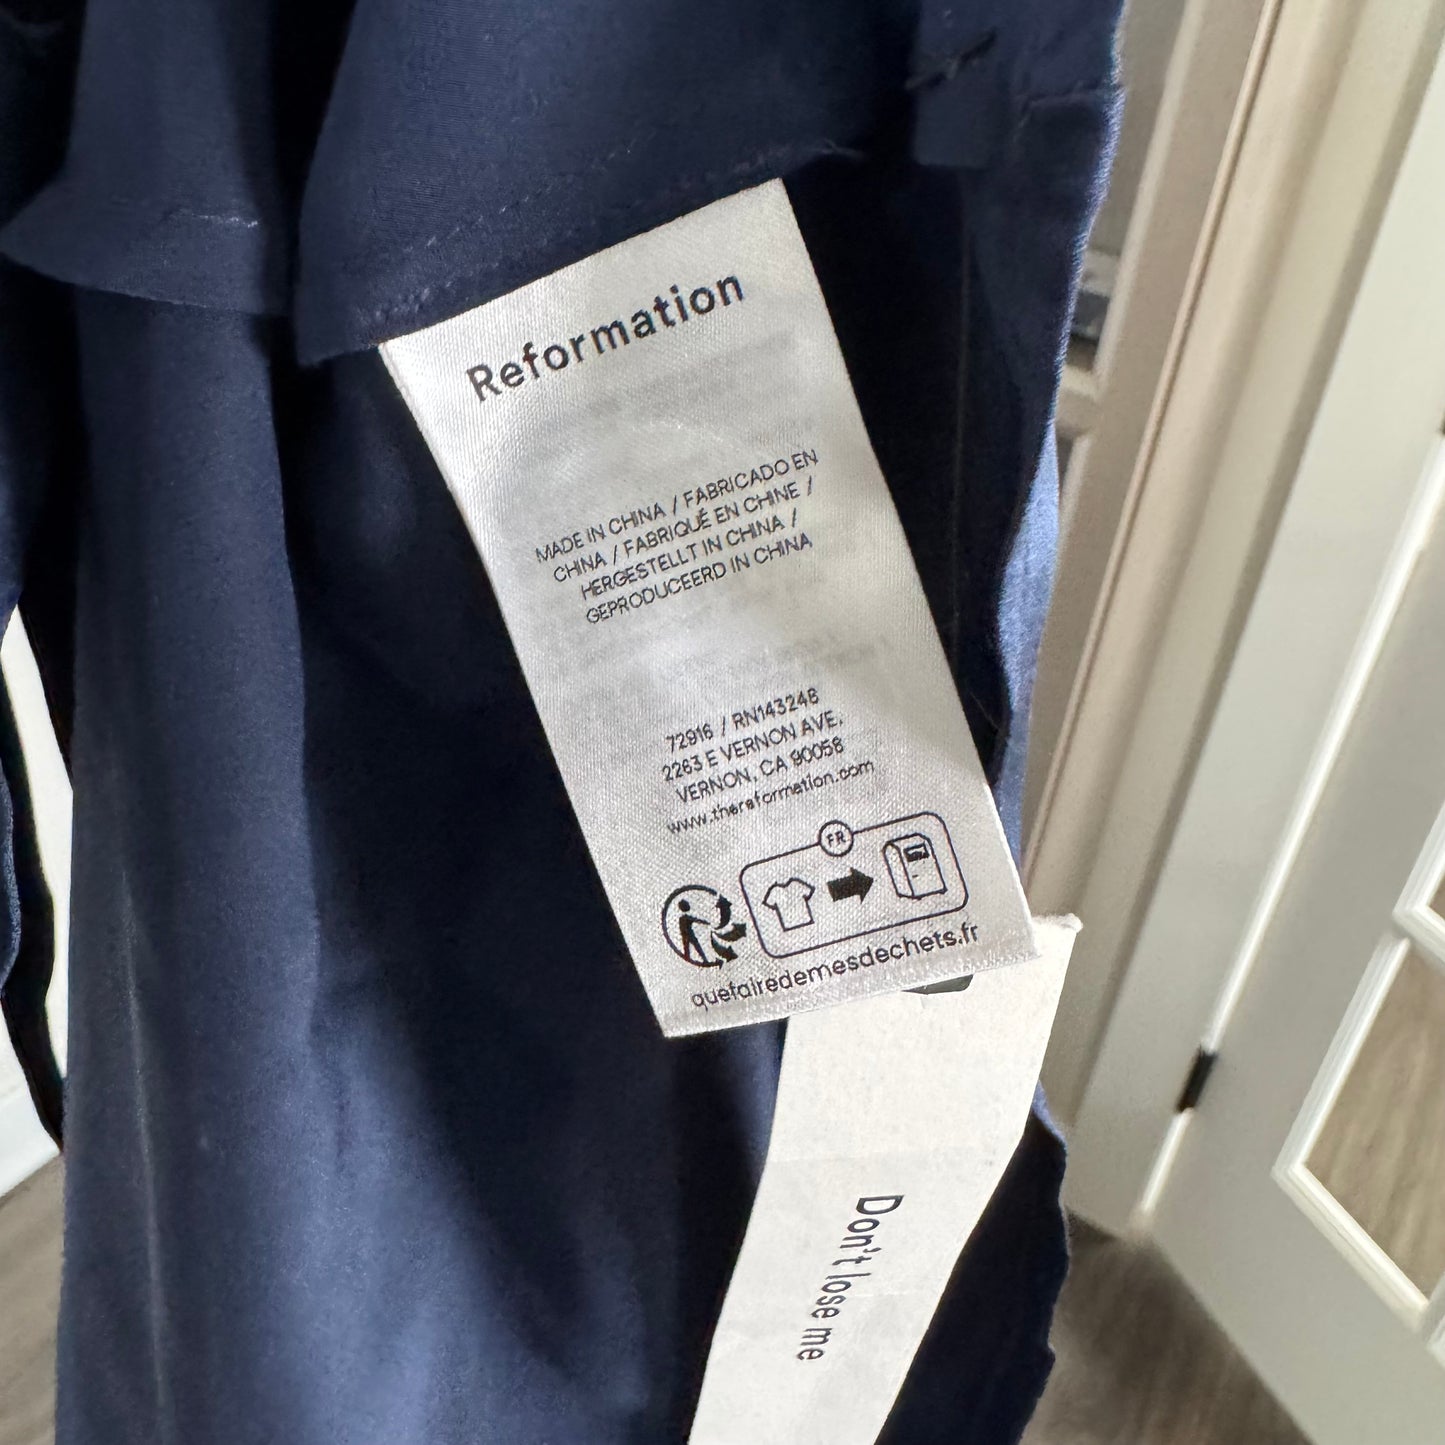 Reformation
MADE IN CHINA / FABRICADO EN
CHINA / FABRIQUÉ EN CHINE /
HERGESTELLT IN CHINA /
GEPRODUCEERD IN CHINA
72916 / RN143248
2263 E VERNON AVE.
VERNON, CA 90058
www.thereformation.com
FR
quefairedemesdechets.fr
Don't lose me